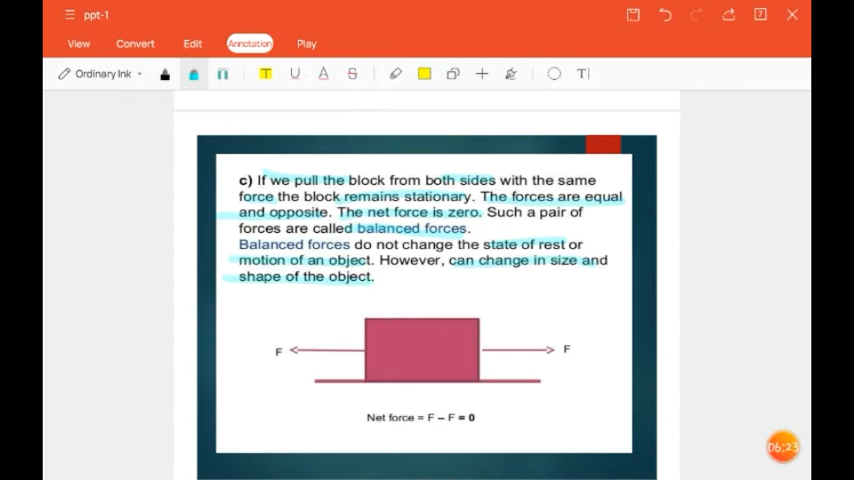 ppt-1
7
View Convert Edit Annotation Play
Ordinary Ink T U A S T
c) If we pull the block from both sides with the same
force the block remains stationary. The forces are equal
and opposite. The net force is zero. Such a pair of
forces are called balanced forces.
Balanced forces do not change the state of rest or
motion of an object. However, can change in size and
shape of the object.
F F
Net force = F – F = 0
06:23